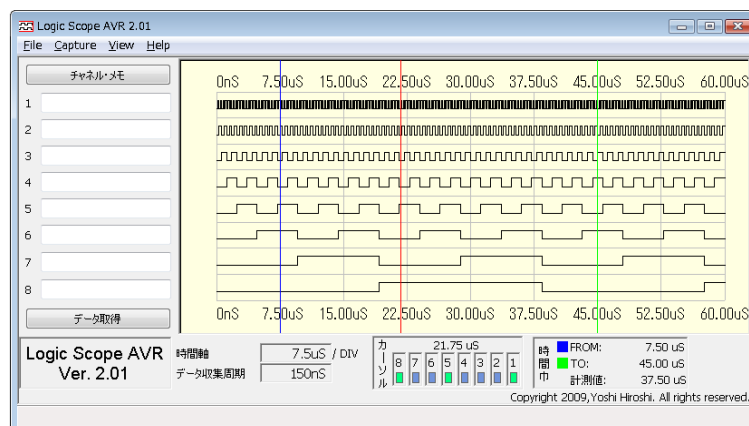 Logic Scope AVR 2.01
File Capture View Help
チャネル・メモ
0nS 7.50uS 15.00uS 22.50uS 30.00uS 37.50uS 45.00uS 52.50uS 60.00uS
1
2
3
4
5
6
7
8
0nS 7.50uS 15.00uS 22.50uS 30.00uS 37.50uS 45.00uS 52.50uS 60.00uS
データ取得
Logic Scope AVR
Ver. 2.01
時間軸 7.5uS / DIV
データ収集周期 150nS
カーソル
21.75 uS
8 7 6 5 4 3 2 1
時間巾
FROM: 7.50 uS
TO: 45.00 uS
計測値: 37.50 uS
Copyright 2009,Yoshi Hiroshi. All rights reserved.